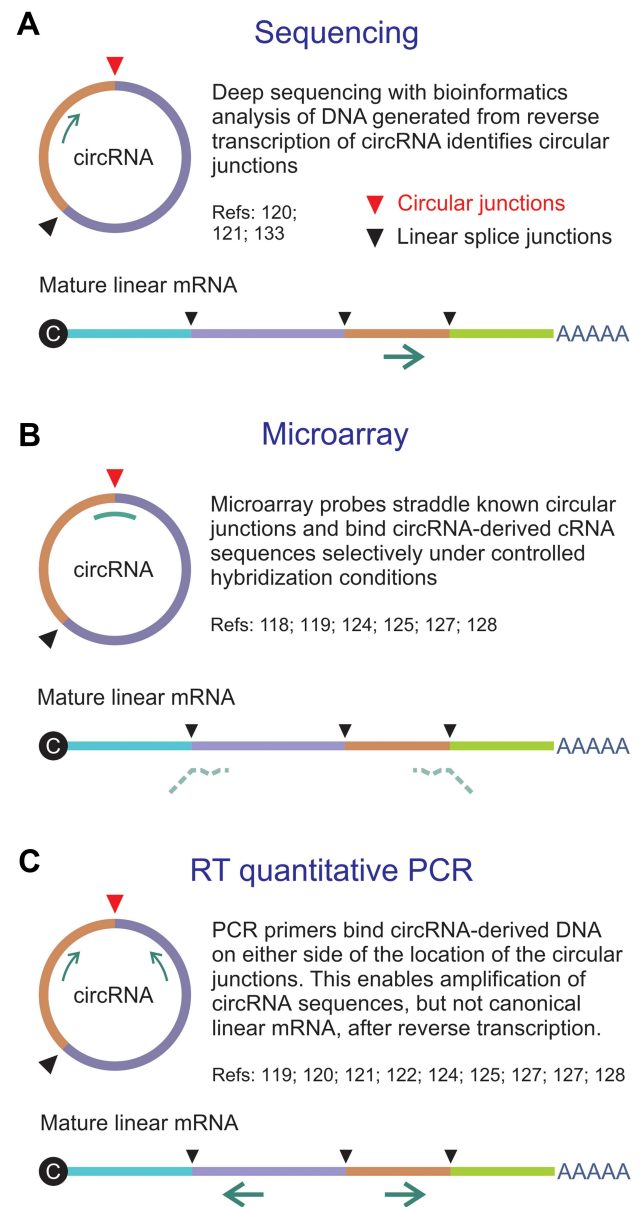 A
Sequencing
circRNA
Deep sequencing with bioinformatics
analysis of DNA generated from reverse
transcription of circRNA identifies circular
junctions
Refs: 120;
121; 133
Circular junctions
Linear splice junctions
Mature linear mRNA
C
AAAAA
B
Microarray
circRNA
Microarray probes straddle known circular
junctions and bind circRNA-derived cRNA
sequences selectively under controlled
hybridization conditions
Refs: 118; 119; 124; 125; 127; 128
Mature linear mRNA
C
AAAAA
C
RT quantitative PCR
circRNA
PCR primers bind circRNA-derived DNA
on either side of the location of the circular
junctions. This enables amplification of
circRNA sequences, but not canonical
linear mRNA, after reverse transcription.
Refs: 119; 120; 121; 122; 124; 125; 127; 127; 128
Mature linear mRNA
C
AAAAA